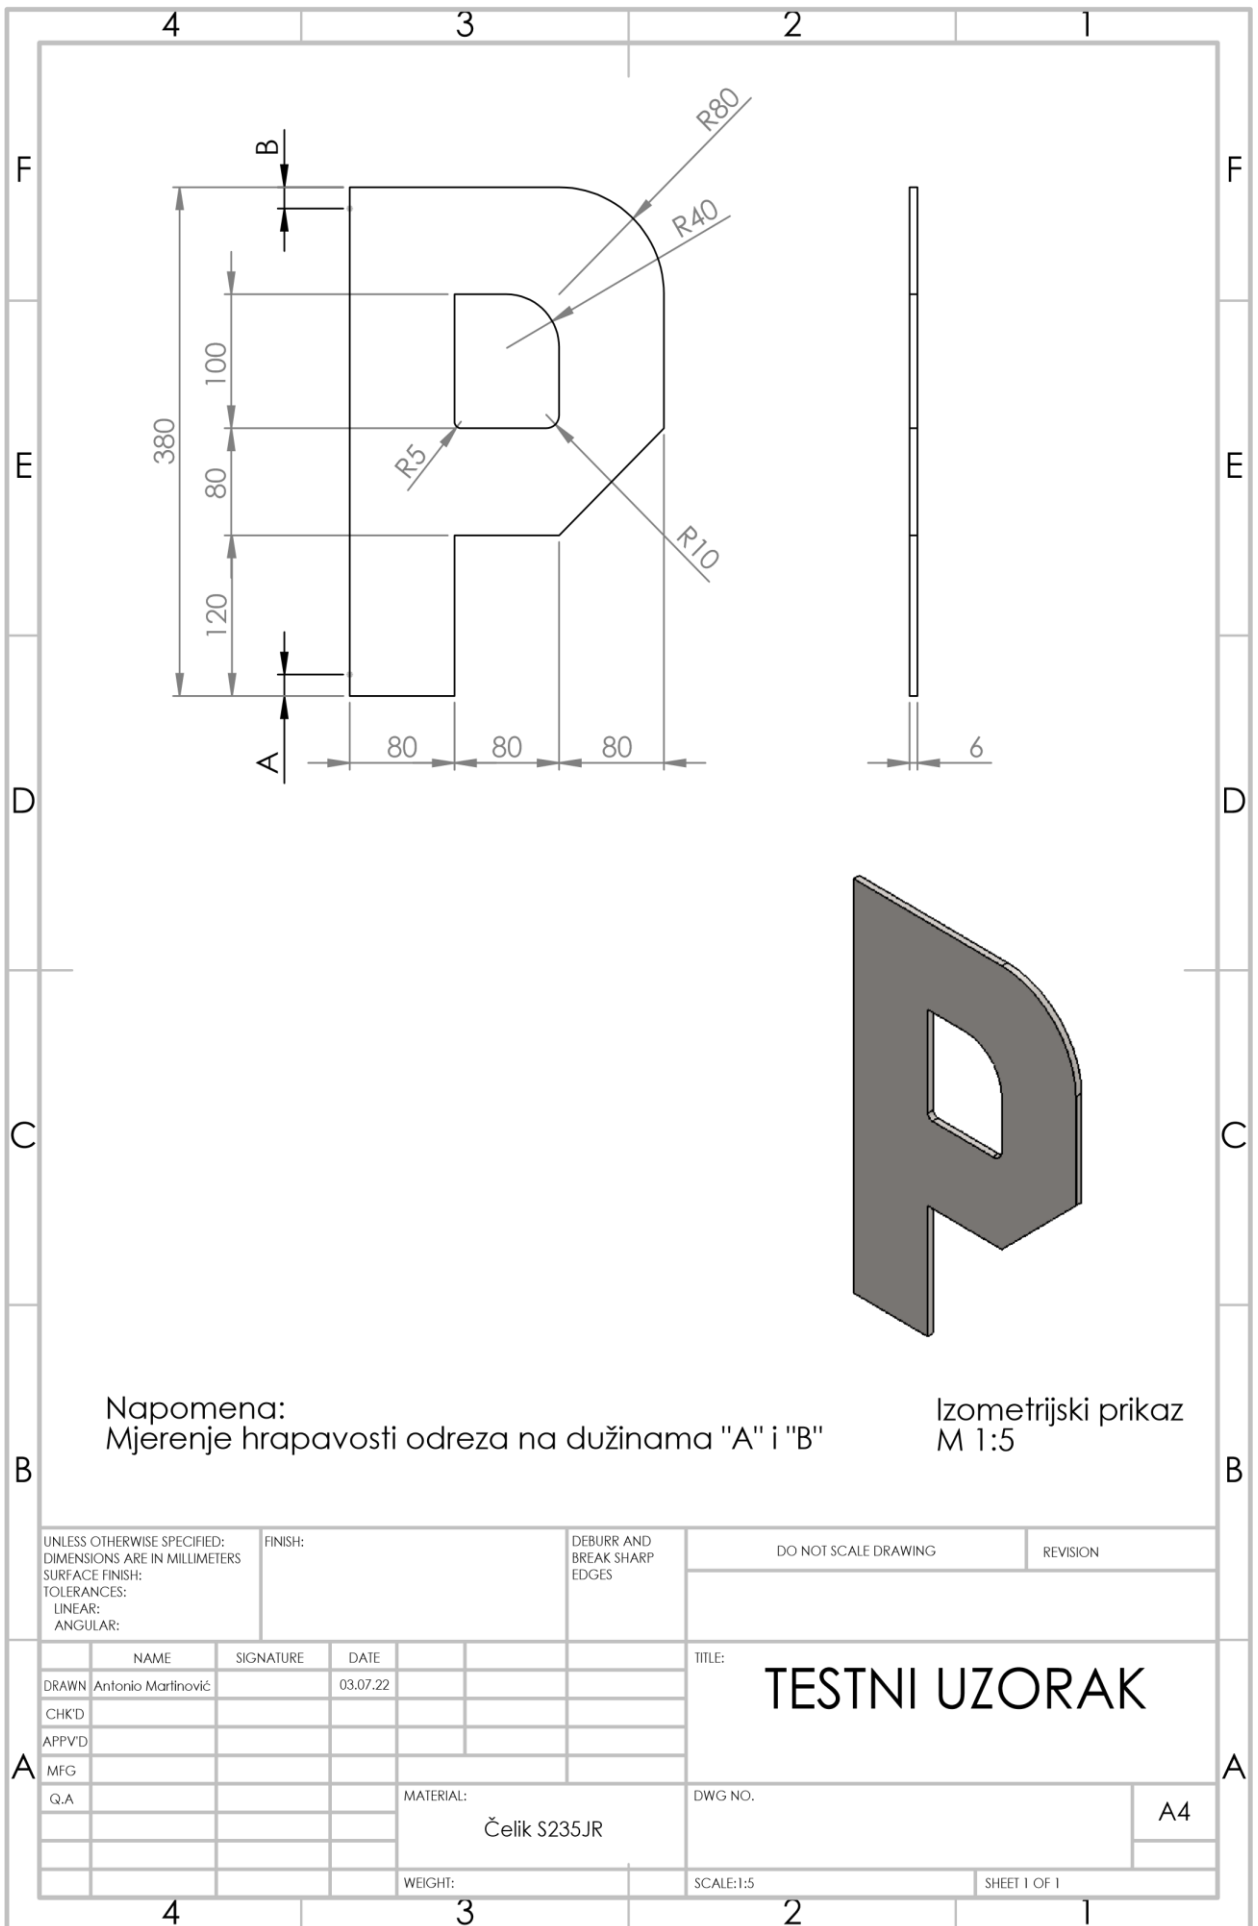 4 3 2 1
F F
B
R80
R40
380
100
E E
80
R5
R10
120
A
80 80 80 6
D D
C C
Napomena:
Mjerenje hrapavosti odreza na dužinama "A" i "B"
Izometrijski prikaz
M 1:5
B B
UNLESS OTHERWISE SPECIFIED:
DIMENSIONS ARE IN MILLIMETERS
SURFACE FINISH:
TOLERANCES:
LINEAR:
ANGULAR:
FINISH:
DEBURR AND
BREAK SHARP
EDGES
DO NOT SCALE DRAWING
REVISION
NAME SIGNATURE DATE
DRAWN Antonio Martinović 03.07.22
CHK'D
APPV'D
MFG
Q.A
TITLE:
TESTNI UZORAK
A A
MATERIAL:
Čelik S235JR
DWG NO.
A4
WEIGHT:
SCALE:1:5
SHEET 1 OF 1
4 3 2 1